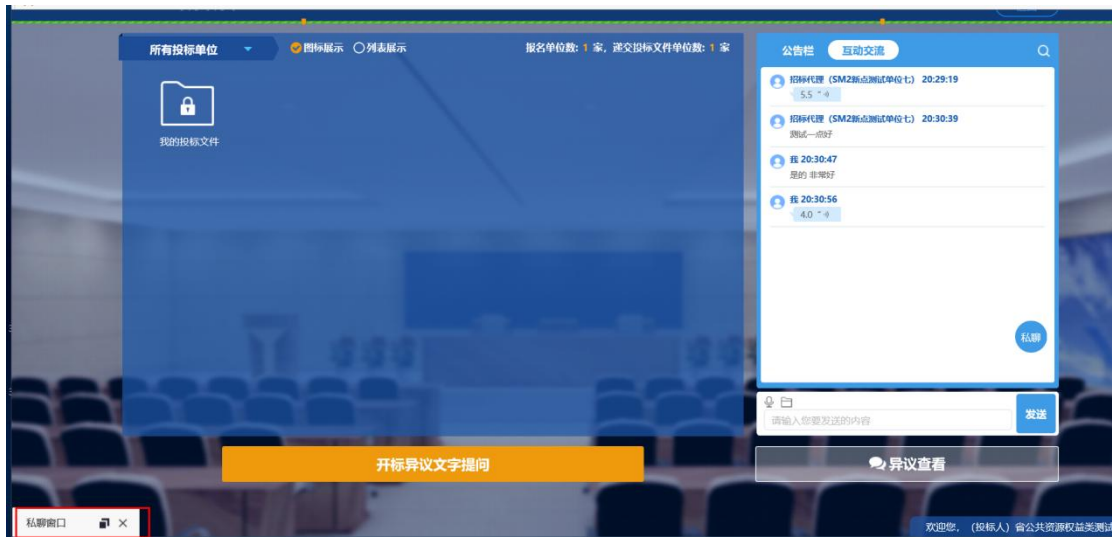 所有投标单位
图标展示 列表展示
报名单位数: 1 家, 递交投标文件单位数: 1 家
我的投标文件
公告栏 互动交流
招标代理 (SM2新点测试单位七) 20:29:19
5.5 "
招标代理 (SM2新点测试单位七) 20:30:39
测试一点好
我 20:30:47
是的 非常好
我 20:30:56
4.0 "
私聊
请输入您要发送的内容
发送
开标异议文字提问
异议查看
私聊窗口
欢迎您, (投标人) 省公共资源权益类测试